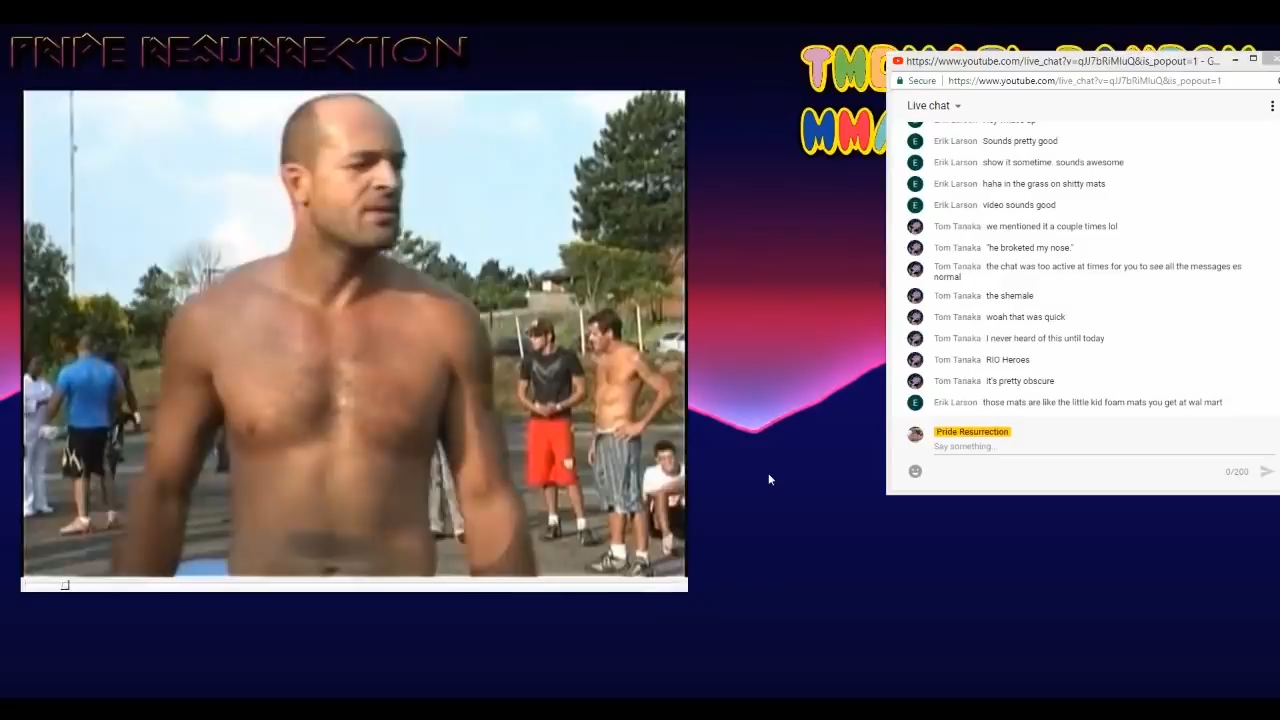 PRIDE RESURRECTION
https://www.youtube.com/live_chat?v=qJJ7bRiMluQ&is_popout=1 - G...
Secure https://www.youtube.com/live_chat?v=qJJ7bRiMluQ&is_popout=1
Live chat
Erik Larson Sounds pretty good
Erik Larson show it sometime. sounds awesome
Erik Larson haha in the grass on shitty mats
Erik Larson video sounds good
Tom Tanaka we mentioned it a couple times lol
Tom Tanaka "he broketed my nose."
Tom Tanaka the chat was too active at times for you to see all the messages es
normal
Tom Tanaka the shemale
Tom Tanaka woah that was quick
Tom Tanaka I never heard of this until today
Tom Tanaka RIO Heroes
Tom Tanaka it's pretty obscure
E Erik Larson those mats are like the little kid foam mats you get at wal mart
Pride Resurrection
Say something...
0/200